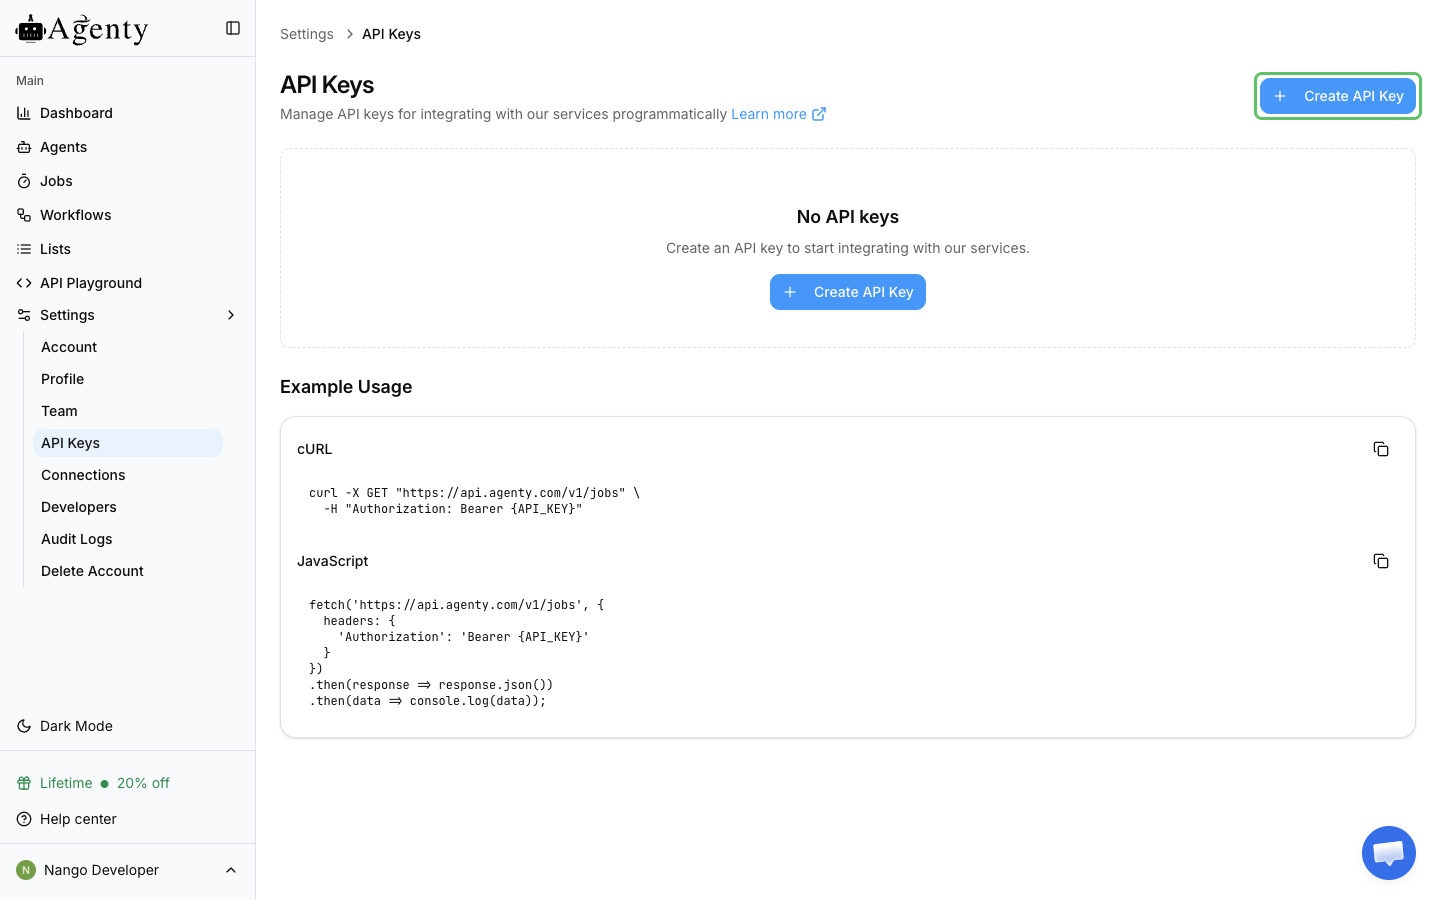 Agenty
Main
Dashboard
Agents
Jobs
Workflows
Lists
API Playground
Settings
Account
Profile
Team
API Keys
Connections
Developers
Audit Logs
Delete Account
Dark Mode
Lifetime ● 20% off
Help center
N Nango Developer
Settings > API Keys
API Keys
Manage API keys for integrating with our services programmatically Learn more
+ Create API Key
No API keys
Create an API key to start integrating with our services.
+ Create API Key
Example Usage
cURL
curl -X GET "https://api.agenty.com/v1/jobs" \
  -H "Authorization: Bearer {API_KEY}"
JavaScript
fetch('https://api.agenty.com/v1/jobs', {
  headers: {
    'Authorization': 'Bearer {API_KEY}'
  }
})
.then(response => response.json())
.then(data => console.log(data));